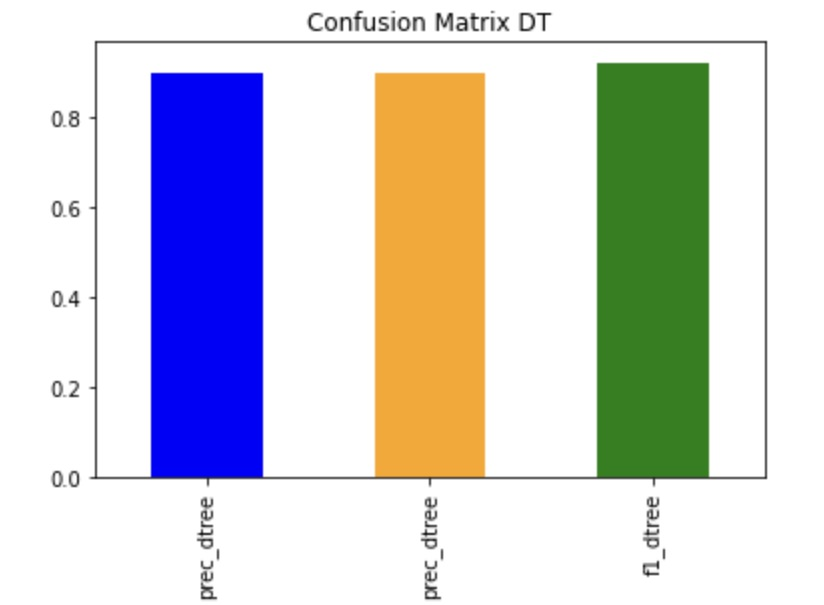 Confusion Matrix DT
0.8
0.6
0.4
0.2
0.0
prec_dtree
prec_dtree
f1_dtree